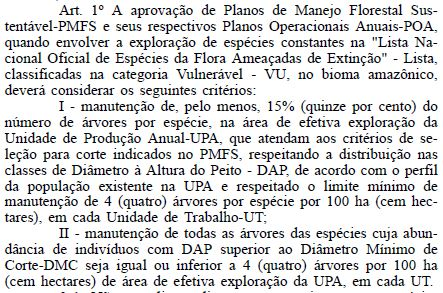 Art. 1º A aprovação de Planos de Manejo Florestal Sus-
tentável-PMFS e seus respectivos Planos Operacionais Anuais-POA,
quando envolver a exploração de espécies constantes na "Lista Na-
cional Oficial de Espécies da Flora Ameaçadas de Extinção" - Lista,
classificadas na categoria Vulnerável - VU, no bioma amazônico,
deverá considerar os seguintes critérios:
I - manutenção de, pelo menos, 15% (quinze por cento) do
número de árvores por espécie, na área de efetiva exploração da
Unidade de Produção Anual-UPA, que atendam aos critérios de se-
leção para corte indicados no PMFS, respeitando a distribuição nas
classes de Diâmetro à Altura do Peito - DAP, de acordo com o perfil
da população existente na UPA e respeitado o limite mínimo de
manutenção de 4 (quatro) árvores por espécie por 100 ha (cem hec-
tares), em cada Unidade de Trabalho-UT;
II - manutenção de todas as árvores das espécies cuja abun-
dância de indivíduos com DAP superior ao Diâmetro Mínimo de
Corte-DMC seja igual ou inferior a 4 (quatro) árvores por 100 ha
(cem hectares) de área de efetiva exploração da UPA, em cada UT.